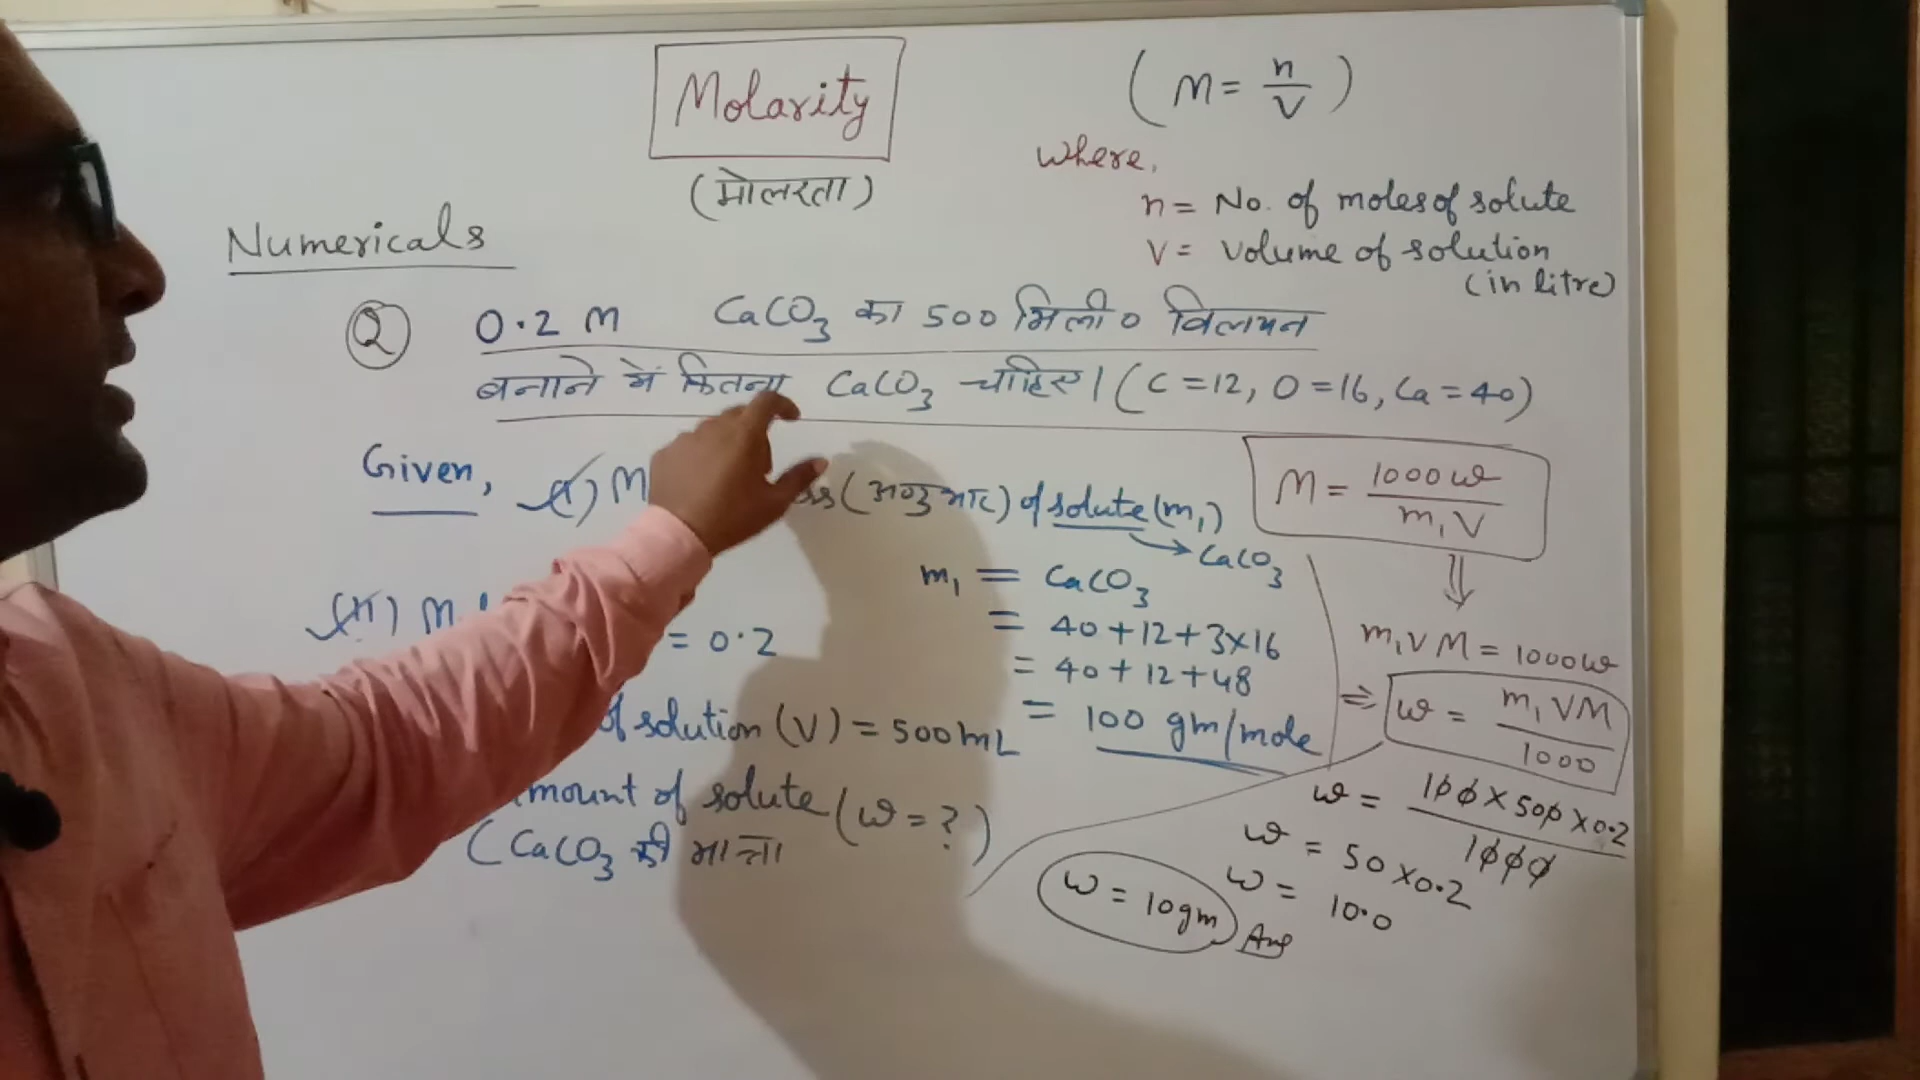 Molarity
(मोलरता)
(M = n/V)
where,
n = No. of moles of solute
V = Volume of solution
(in litre)
Numericals
Q 0.2 M CaCO3 का 500 मिली० विलयन
बनाने में कितना CaCO3 चाहिए। (C = 12, O = 16, Ca = 40)
Given,
M
(अणुभार) of solute (m₁)
→ CaCO3
m₁ = CaCO3
= 40 + 12 + 3×16
= 40 + 12 + 48
= 100 gm/mole
M
= 0.2
of solution (V) = 500 mL
mount of solute (w = ?)
(CaCO3 की मात्रा
M = 1000w/m₁V
⇓
m₁VM = 1000w
⇒ w = m₁VM/1000
w = 100 × 500 × 0.2/1000
w = 50 × 0.2
w = 10.0
w = 10gm Ans